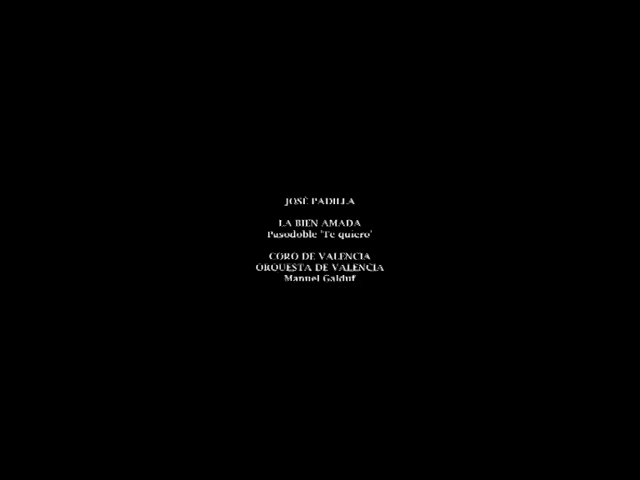 JOSÉ PADILLA
LA BIEN AMADA
Pasodoble 'Te quiero'
CORO DE VALENCIA
ORQUESTA DE VALENCIA
Manuel Galduf